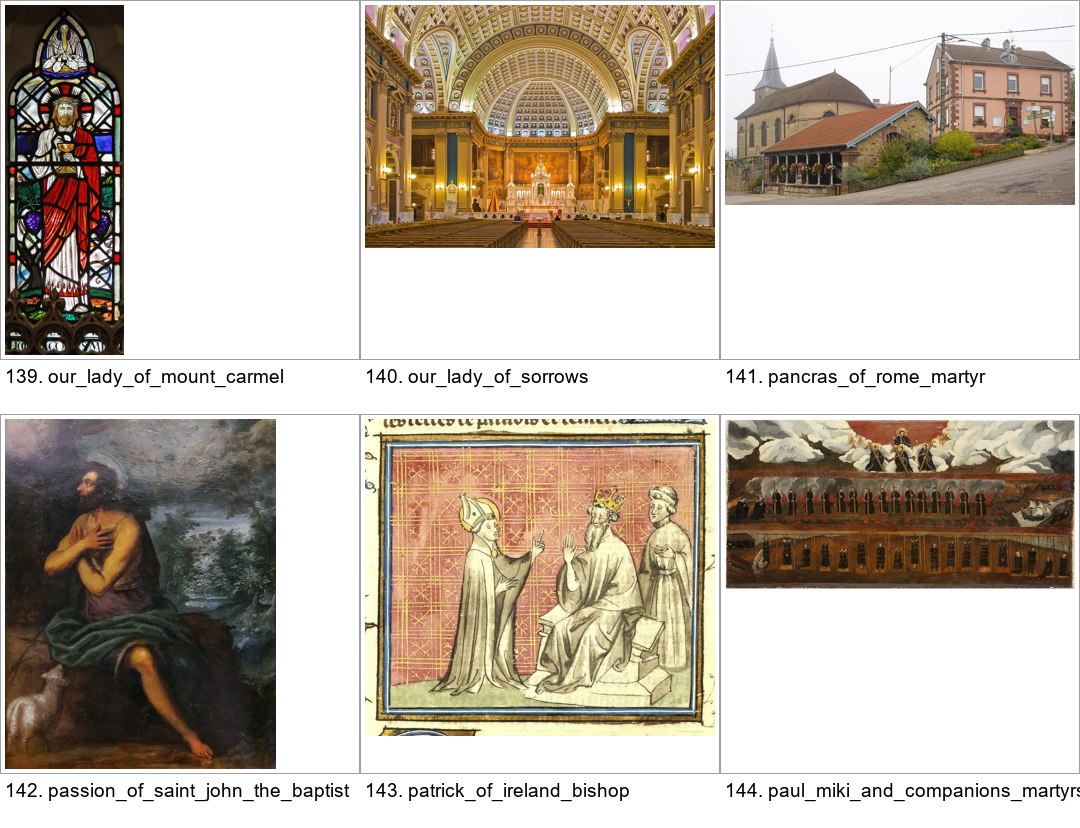 139. our_lady_of_mount_carmel
140. our_lady_of_sorrows
141. pancras_of_rome_martyr
142. passion_of_saint_john_the_baptist
143. patrick_of_ireland_bishop
144. paul_miki_and_companions_martyrs